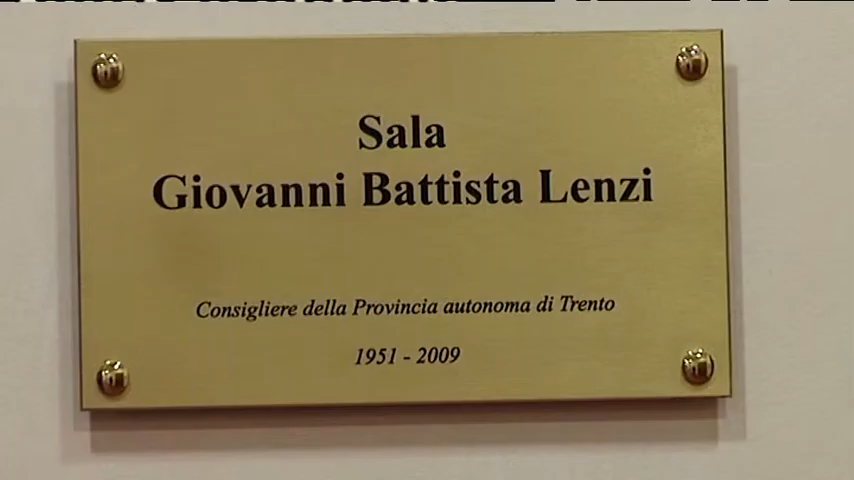 Sala
Giovanni Battista Lenzi
Consigliere della Provincia autonoma di Trento
1951 - 2009